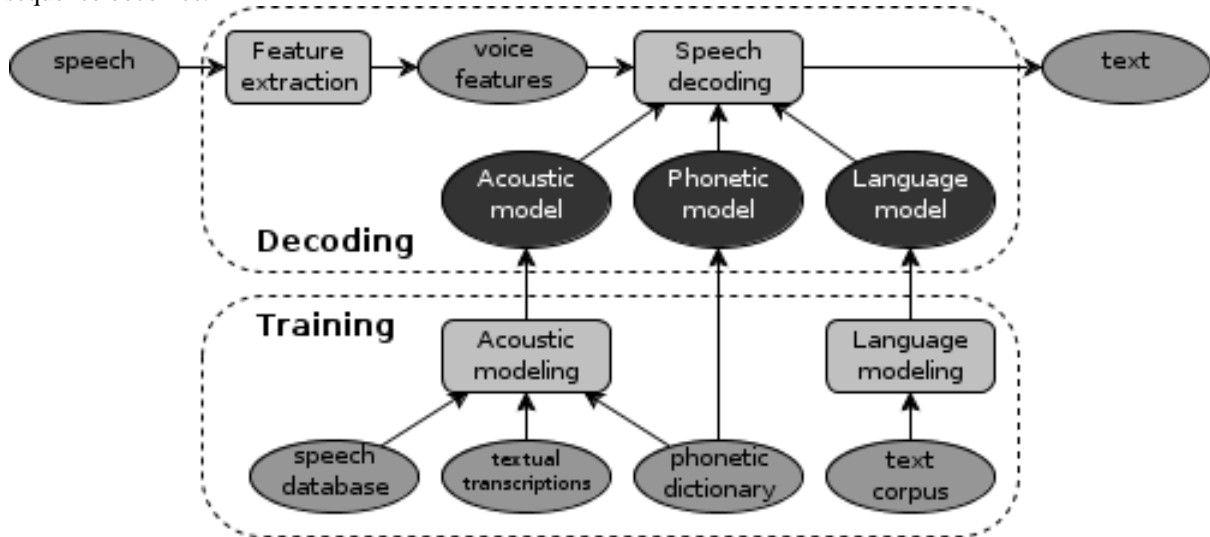 speech
Feature
extraction
voice
features
Speech
decoding
text
Acoustic
model
Phonetic
model
Language
model
Decoding
Training
Acoustic
modeling
Language
modeling
speech
database
textual
transcriptions
phonetic
dictionary
text
corpus